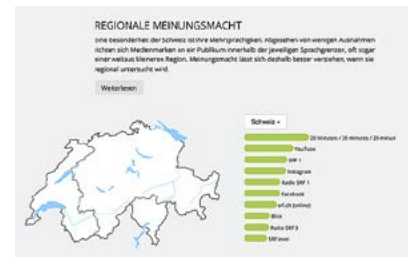 REGIONALE MEINUNGSMACHT
Eine Besonderheit der Schweiz ist ihre Mehrsprachigkeit. Abgesehen von wenigen Ausnahmen
richten sich Medienmarken an ein Publikum innerhalb der jeweiligen Sprachgrenzen, oft sogar
einer weitaus kleineren Region. Meinungsmacht lässt sich deshalb besser verstehen, wenn sie
regional untersucht wird.
Weiterlesen
Schweiz
20 Minuten / 20 minutes / 20 minuti
YouTube
SRF 1
Instagram
Radio SRF 1
Facebook
srf.ch (online)
Blick
Radio SRF 3
SRF zwei